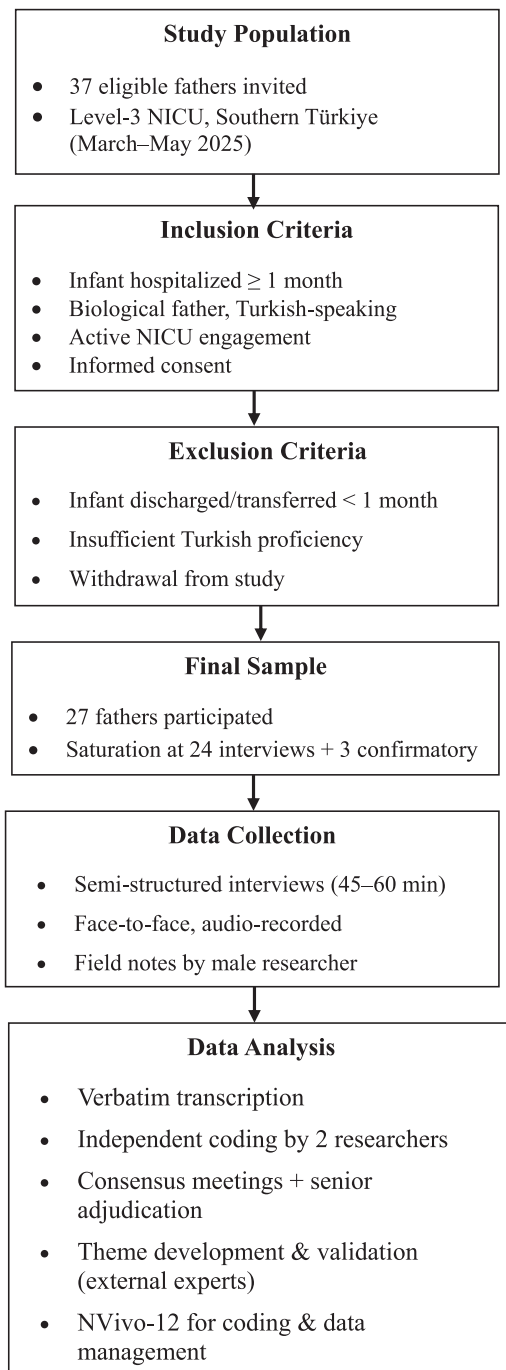 Study Population
• 37 eligible fathers invited
• Level-3 NICU, Southern Türkiye
(March–May 2025)
Inclusion Criteria
• Infant hospitalized ≥ 1 month
• Biological father, Turkish-speaking
• Active NICU engagement
• Informed consent
Exclusion Criteria
• Infant discharged/transferred < 1 month
• Insufficient Turkish proficiency
• Withdrawal from study
Final Sample
• 27 fathers participated
• Saturation at 24 interviews + 3 confirmatory
Data Collection
• Semi-structured interviews (45–60 min)
• Face-to-face, audio-recorded
• Field notes by male researcher
Data Analysis
• Verbatim transcription
• Independent coding by 2 researchers
• Consensus meetings + senior
adjudication
• Theme development & validation
(external experts)
• NVivo-12 for coding & data
management